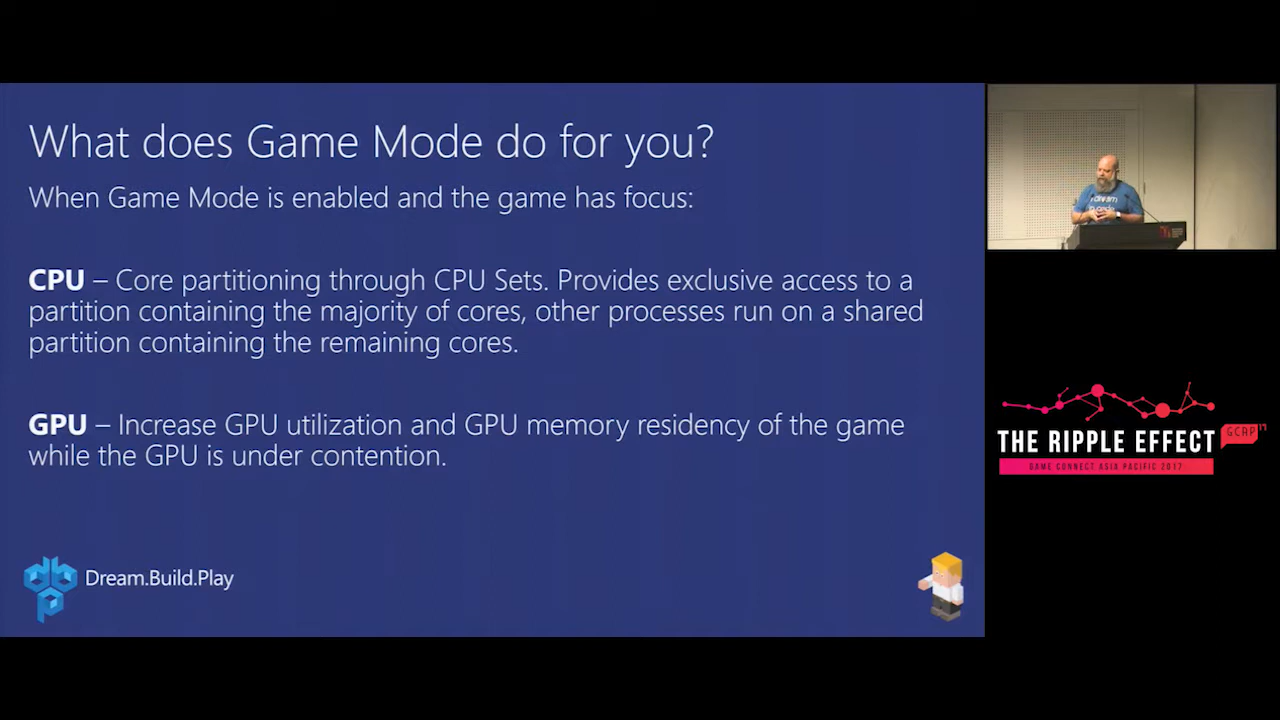 What does Game Mode do for you?
When Game Mode is enabled and the game has focus:
CPU – Core partitioning through CPU Sets. Provides exclusive access to a
partition containing the majority of cores, other processes run on a shared
partition containing the remaining cores.
GPU – Increase GPU utilization and GPU memory residency of the game
while the GPU is under contention.
Dream.Build.Play
THE RIPPLE EFFECT
GCAP17
GAME CONNECT ASIA PACIFIC 2017